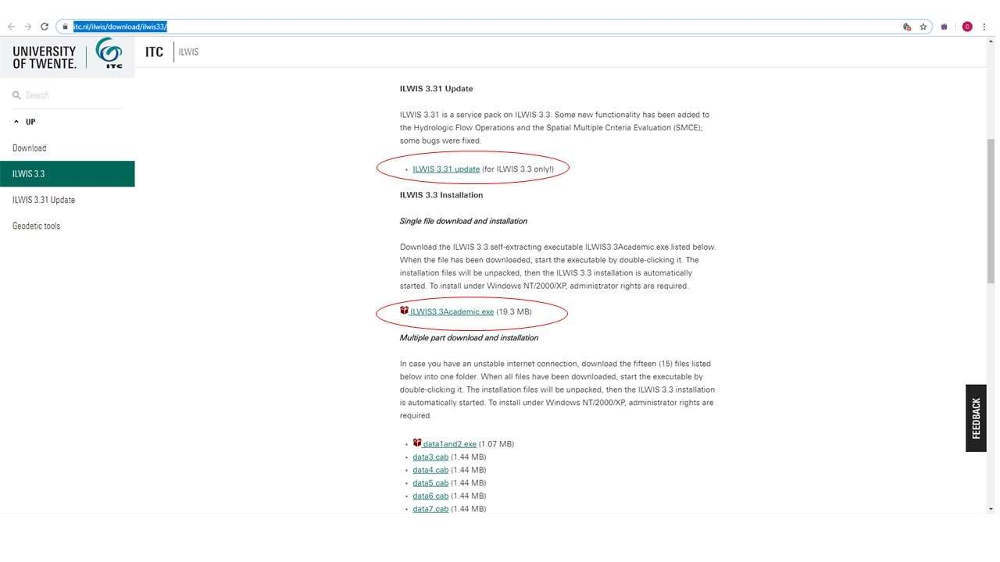 itc.nl/ilwis/download/ilwis33/
C
UNIVERSITY
OF TWENTE.
ITC
ITC
ILWIS
Search
UP
Download
ILWIS 3.3
ILWIS 3.31 Update
Geodetic tools
ILWIS 3.31 Update
ILWIS 3.31 is a service pack on ILWIS 3.3. Some new functionality has been added to
the Hydrologic Flow Operations and the Spatial Multiple Criteria Evaluation (SMCE);
some bugs were fixed.
• ILWIS 3.31 update (for ILWIS 3.3 only!)
ILWIS 3.3 Installation
Single file download and installation
Download the ILWIS 3.3 self-extracting executable ILWIS3.3Academic.exe listed below.
When the file has been downloaded, start the executable by double-clicking it. The
installation files will be unpacked, then the ILWIS 3.3 installation is automatically
started. To install under Windows NT/2000/XP, administrator rights are required.
ILWIS3.3Academic.exe (19.3 MB)
Multiple part download and installation
In case you have an unstable internet connection, download the fifteen (15) files listed
below into one folder. When all files have been downloaded, start the executable by
double-clicking it. The installation files will be unpacked, then the ILWIS 3.3 installation
is automatically started. To install under Windows NT/2000/XP, administrator rights are
required.
• data1and2.exe (1.07 MB)
• data3.cab (1.44 MB)
• data4.cab (1.44 MB)
• data5.cab (1.44 MB)
• data6.cab (1.44 MB)
• data7.cab (1.44 MB)
FEEDBACK